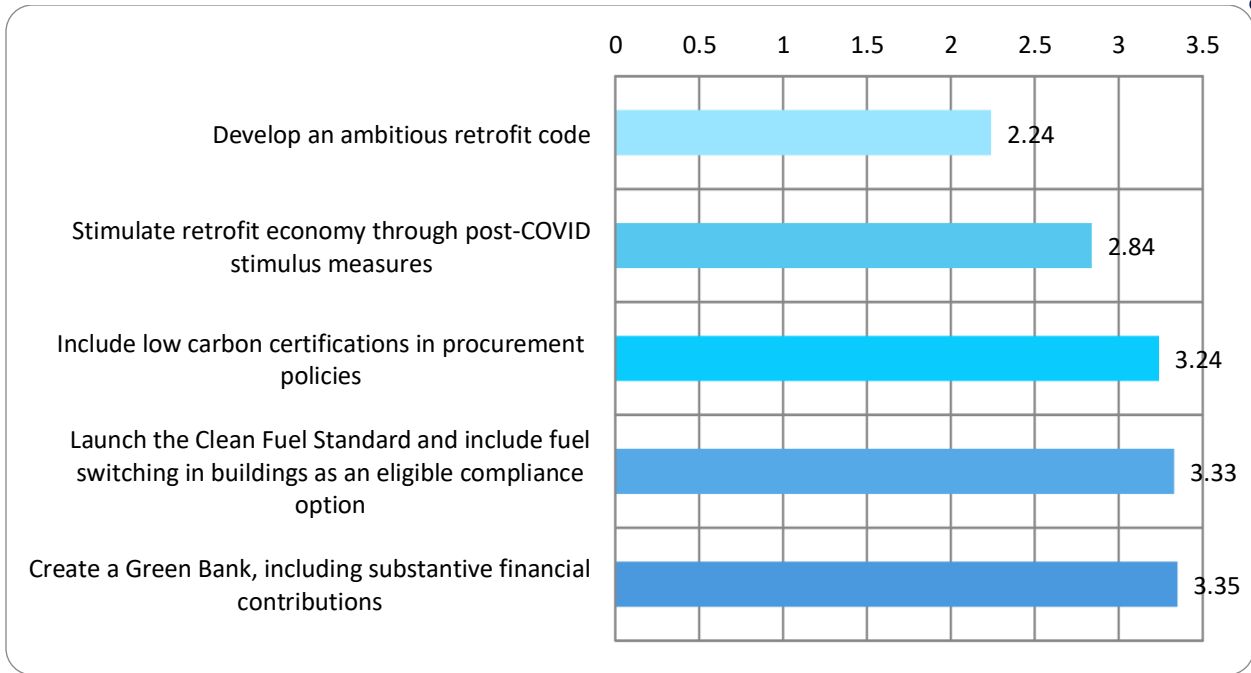 0 0.5 1 1.5 2 2.5 3 3.5
Develop an ambitious retrofit code
2.24
Stimulate retrofit economy through post-COVID
stimulus measures
2.84
Include low carbon certifications in procurement
policies
3.24
Launch the Clean Fuel Standard and include fuel
switching in buildings as an eligible compliance
option
3.33
Create a Green Bank, including substantive financial
contributions
3.35